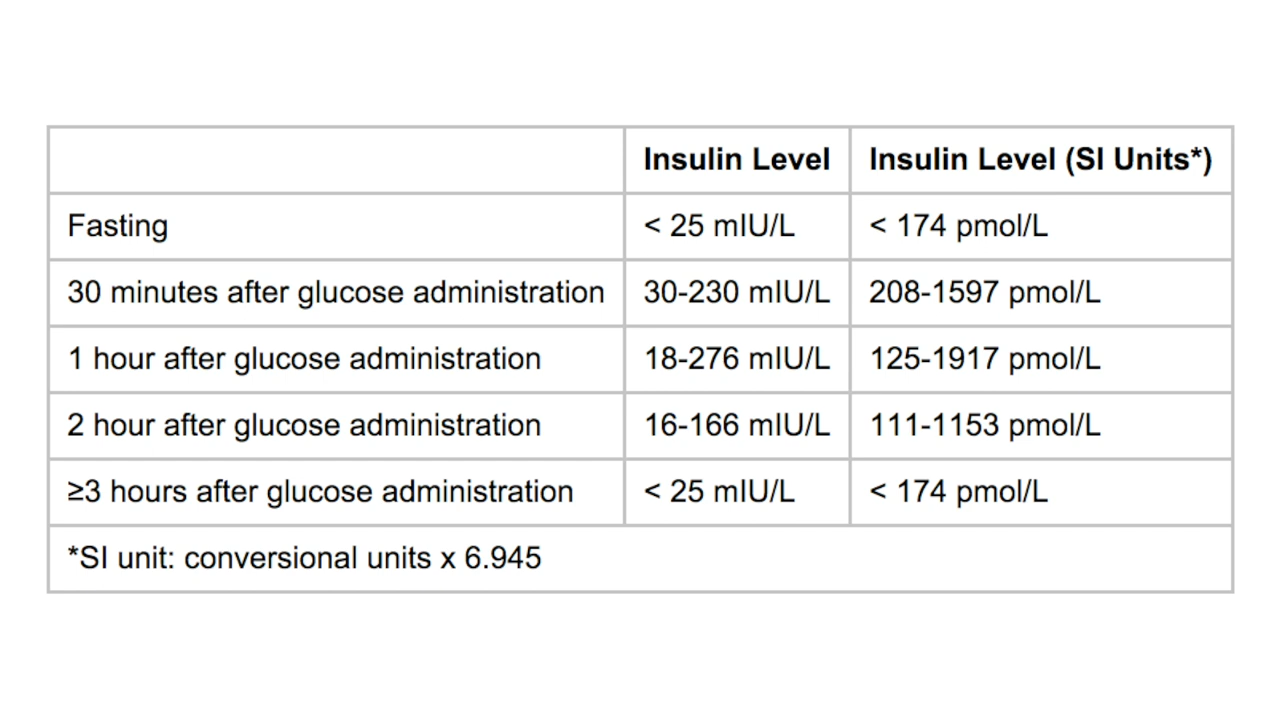 Insulin Level Insulin Level (SI Units*)
Fasting < 25 mIU/L < 174 pmol/L
30 minutes after glucose administration 30-230 mIU/L 208-1597 pmol/L
1 hour after glucose administration 18-276 mIU/L 125-1917 pmol/L
2 hour after glucose administration 16-166 mIU/L 111-1153 pmol/L
≥3 hours after glucose administration < 25 mIU/L < 174 pmol/L
*SI unit: conversional units x 6.945